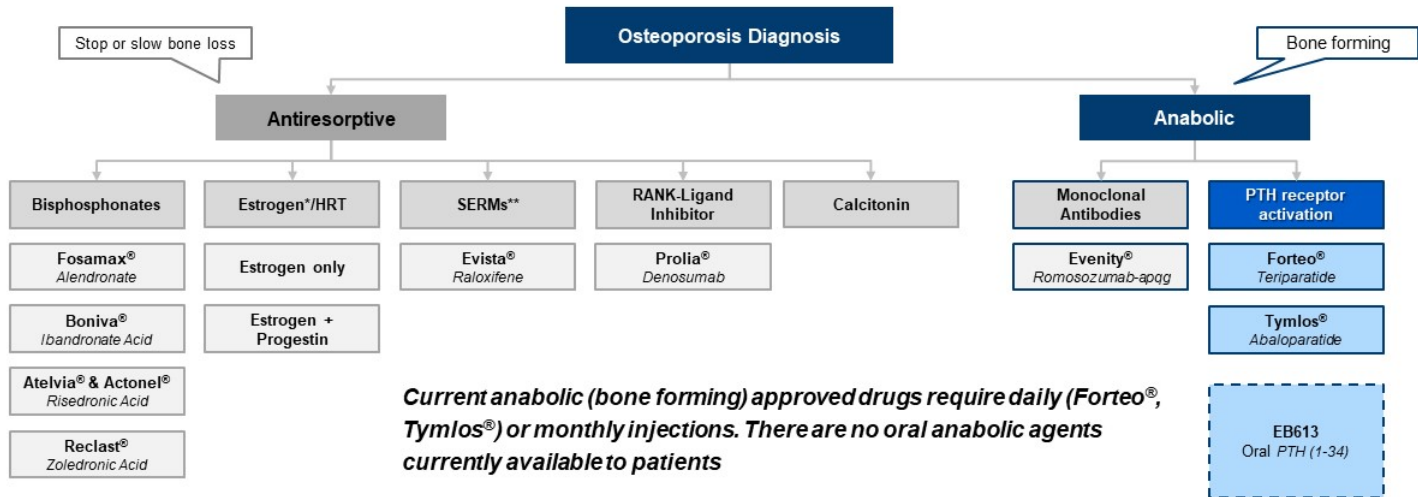 Osteoporosis Diagnosis
Stop or slow bone loss
Bone forming
Antiresorptive
Anabolic
Bisphosphonates
Estrogen*/HRT
SERMs**
RANK-Ligand
Inhibitor
Calcitonin
Monoclonal
Antibodies
PTH receptor
activation
Fosamax®
Alendronate
Estrogen only
Evista®
Raloxifene
Prolia®
Denosumab
Evenity®
Romosozumab-apqg
Forteo®
Teriparatide
Boniva®
Ibandronate Acid
Estrogen +
Progestin
Tymlos®
Abaloparatide
Atelvia® & Actonel®
Risedronic Acid
Reclast®
Zoledronic Acid
Current anabolic (bone forming) approved drugs require daily (Forteo®,
Tymlos®) or monthly injections. There are no oral anabolic agents
currently available to patients
EB613
Oral PTH (1-34)